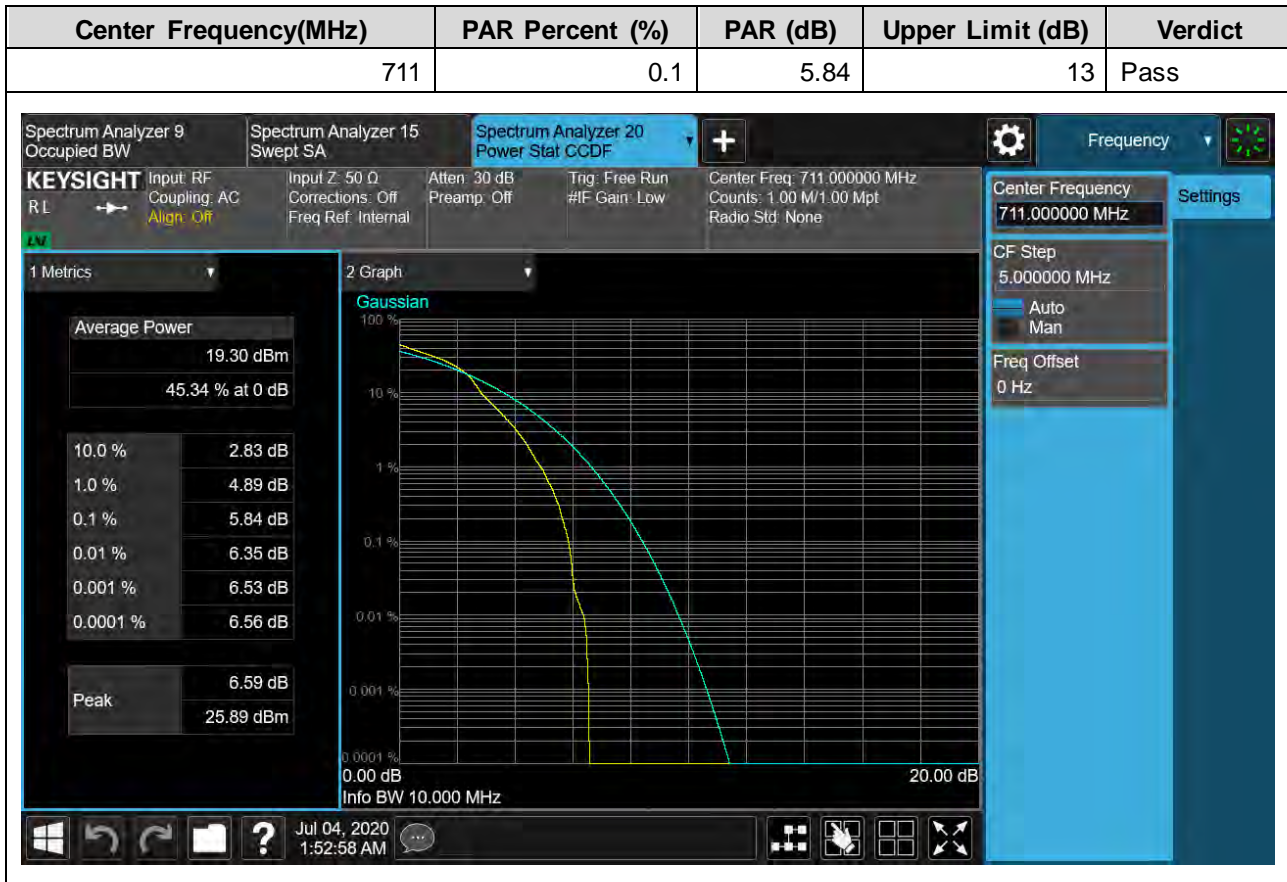 Center Frequency(MHz) PAR Percent (%) PAR (dB) Upper Limit (dB) Verdict
711 0.1 5.84 13 Pass
Spectrum Analyzer 9 Spectrum Analyzer 15 Spectrum Analyzer 20 Frequency
Occupied BW Swept SA Power Stat CCDF
KEYSIGHT Input: RF Input Z: 50 Ω Atten: 30 dB Trig: Free Run Center Freq: 711.000000 MHz
RL Coupling: AC Corrections: Off Preamp: Off #IF Gain: Low Counts: 1.00 M/1.00 Mpt
Align: Off Freq Ref: Internal Radio Std: None
Center Frequency Settings
711.000000 MHz
CF Step
5.000000 MHz
Auto
Man
Freq Offset
0 Hz
1 Metrics
Average Power
19.30 dBm
45.34 % at 0 dB
10.0 % 2.83 dB
1.0 % 4.89 dB
0.1 % 5.84 dB
0.01 % 6.35 dB
0.001 % 6.53 dB
0.0001 % 6.56 dB
Peak 6.59 dB
25.89 dBm
2 Graph
Gaussian
100 %
10 %
1 %
0.1 %
0.01 %
0.001 %
0.0001 %
0.00 dB 20.00 dB
Info BW 10.000 MHz
? Jul 04, 2020
1:52:58 AM